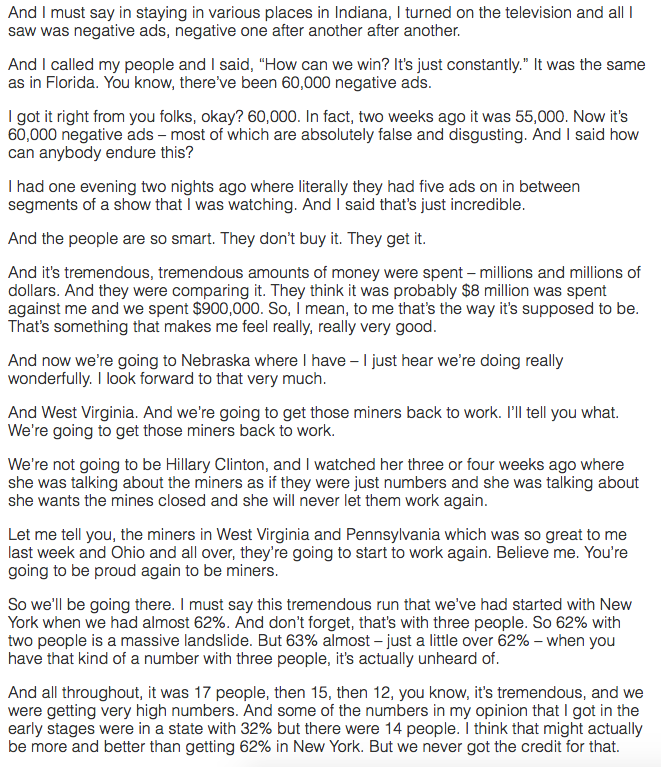 And I must say in staying in various places in Indiana, I turned on the television and all I
saw was negative ads, negative one after another after another.
And I called my people and I said, “How can we win? It’s just constantly.” It was the same
as in Florida. You know, there’ve been 60,000 negative ads.
I got it right from you folks, okay? 60,000. In fact, two weeks ago it was 55,000. Now it’s
60,000 negative ads – most of which are absolutely false and disgusting. And I said how
can anybody endure this?
I had one evening two nights ago where literally they had five ads on in between
segments of a show that I was watching. And I said that’s just incredible.
And the people are so smart. They don’t buy it. They get it.
And it’s tremendous, tremendous amounts of money were spent – millions and millions of
dollars. And they were comparing it. They think it was probably $8 million was spent
against me and we spent $900,000. So, I mean, to me that’s the way it’s supposed to be.
That’s something that makes me feel really, really very good.
And now we’re going to Nebraska where I have – I just hear we’re doing really
wonderfully. I look forward to that very much.
And West Virginia. And we’re going to get those miners back to work. I’ll tell you what.
We’re going to get those miners back to work.
We’re not going to be Hillary Clinton, and I watched her three or four weeks ago where
she was talking about the miners as if they were just numbers and she was talking about
she wants the mines closed and she will never let them work again.
Let me tell you, the miners in West Virginia and Pennsylvania which was so great to me
last week and Ohio and all over, they’re going to start to work again. Believe me. You’re
going to be proud again to be miners.
So we’ll be going there. I must say this tremendous run that we’ve had started with New
York when we had almost 62%. And don’t forget, that’s with three people. So 62% with
two people is a massive landslide. But 63% almost – just a little over 62% – when you
have that kind of a number with three people, it’s actually unheard of.
And all throughout, it was 17 people, then 15, then 12, you know, it’s tremendous, and we
were getting very high numbers. And some of the numbers in my opinion that I got in the
early stages were in a state with 32% but there were 14 people. I think that might actually
be more and better than getting 62% in New York. But we never got the credit for that.